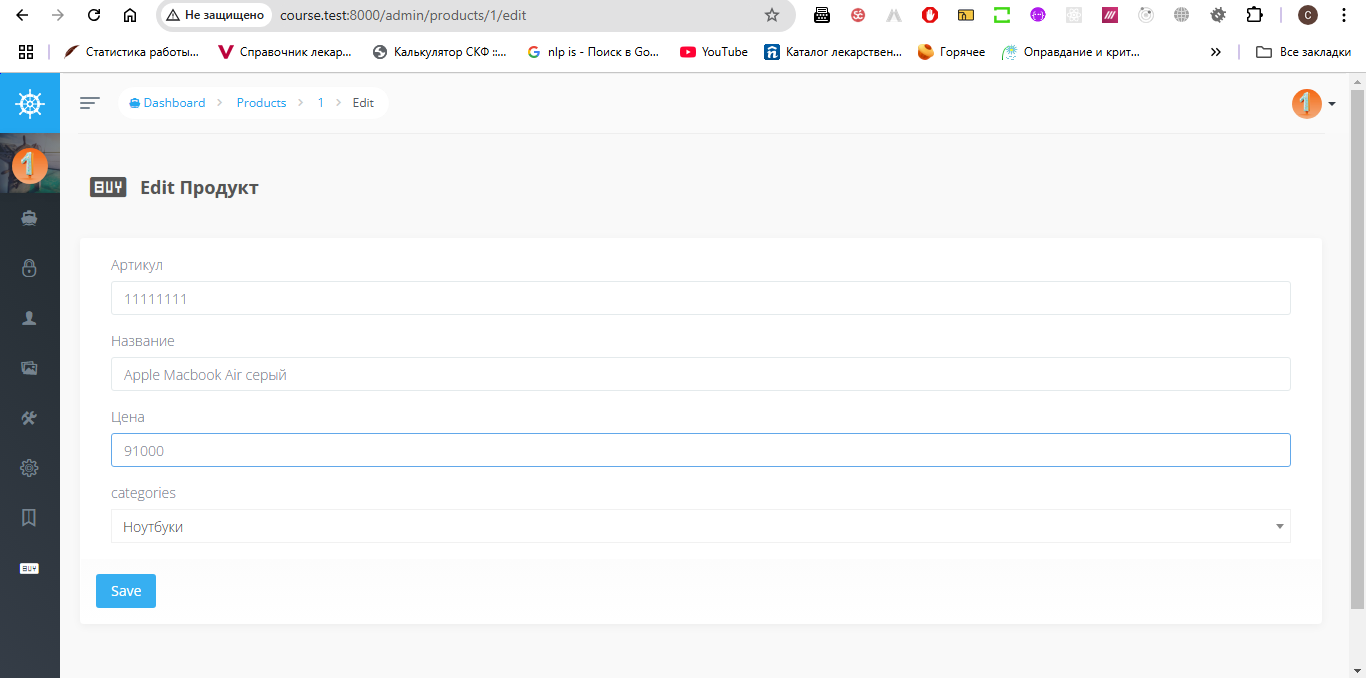 Не защищено course.test:8000/admin/products/1/edit
Статистика работы... Справочник лекар... Калькулятор СКФ ::... nlp is - Поиск в Go... YouTube Каталог лекарствен... Горячее Оправдание и крит... » Все закладки
Dashboard > Products > 1 > Edit
BUY Edit Продукт
Артикул
11111111
Название
Apple Macbook Air серый
Цена
91000
categories
Ноутбуки
BUY
Save